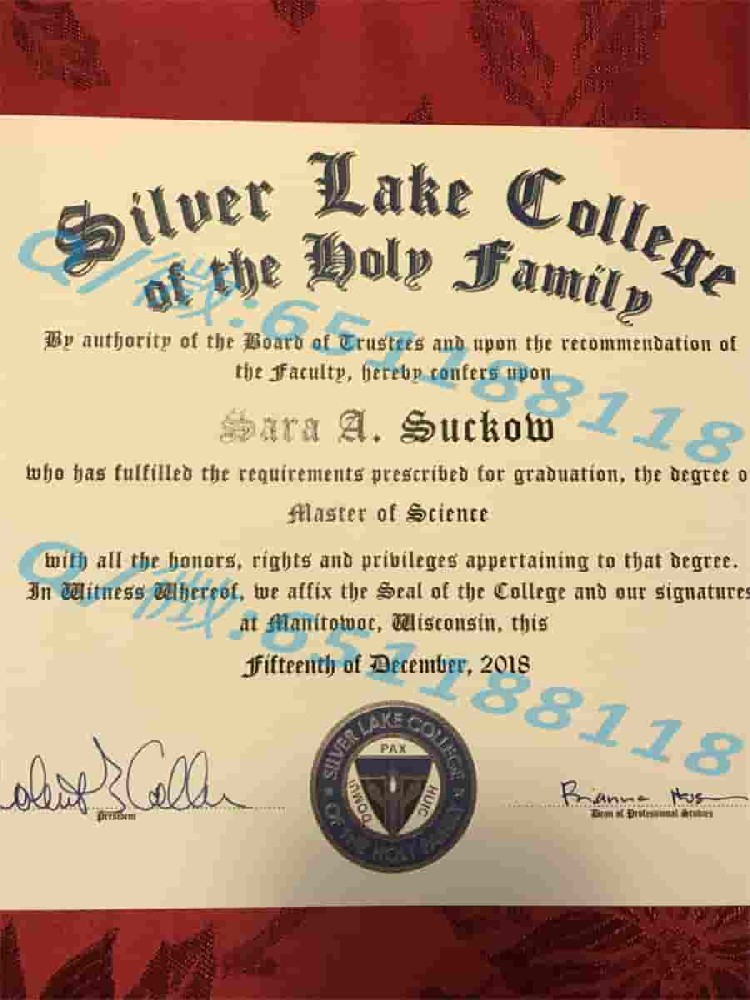 Silver Lake College
of the Holy Family
By authority of the Board of Trustees and upon the recommendation of
the Faculty, hereby confers upon
Sara A. Suckow
who has fulfilled the requirements prescribed for graduation, the degree o
Master of Science
with all the honors, rights and privileges appertaining to that degree.
In Witness Whereof, we affix the Seal of the College and our signatures
at Manitowoc, Wisconsin, this
Fifteenth of December, 2018
Q/微:651188118
Q/微:651188118
SILVER LAKE COLLEGE
OF THE HOLY FAMILY
PAX
HUIC
DOMUI
President
Brianna
Dean of Professional Studies